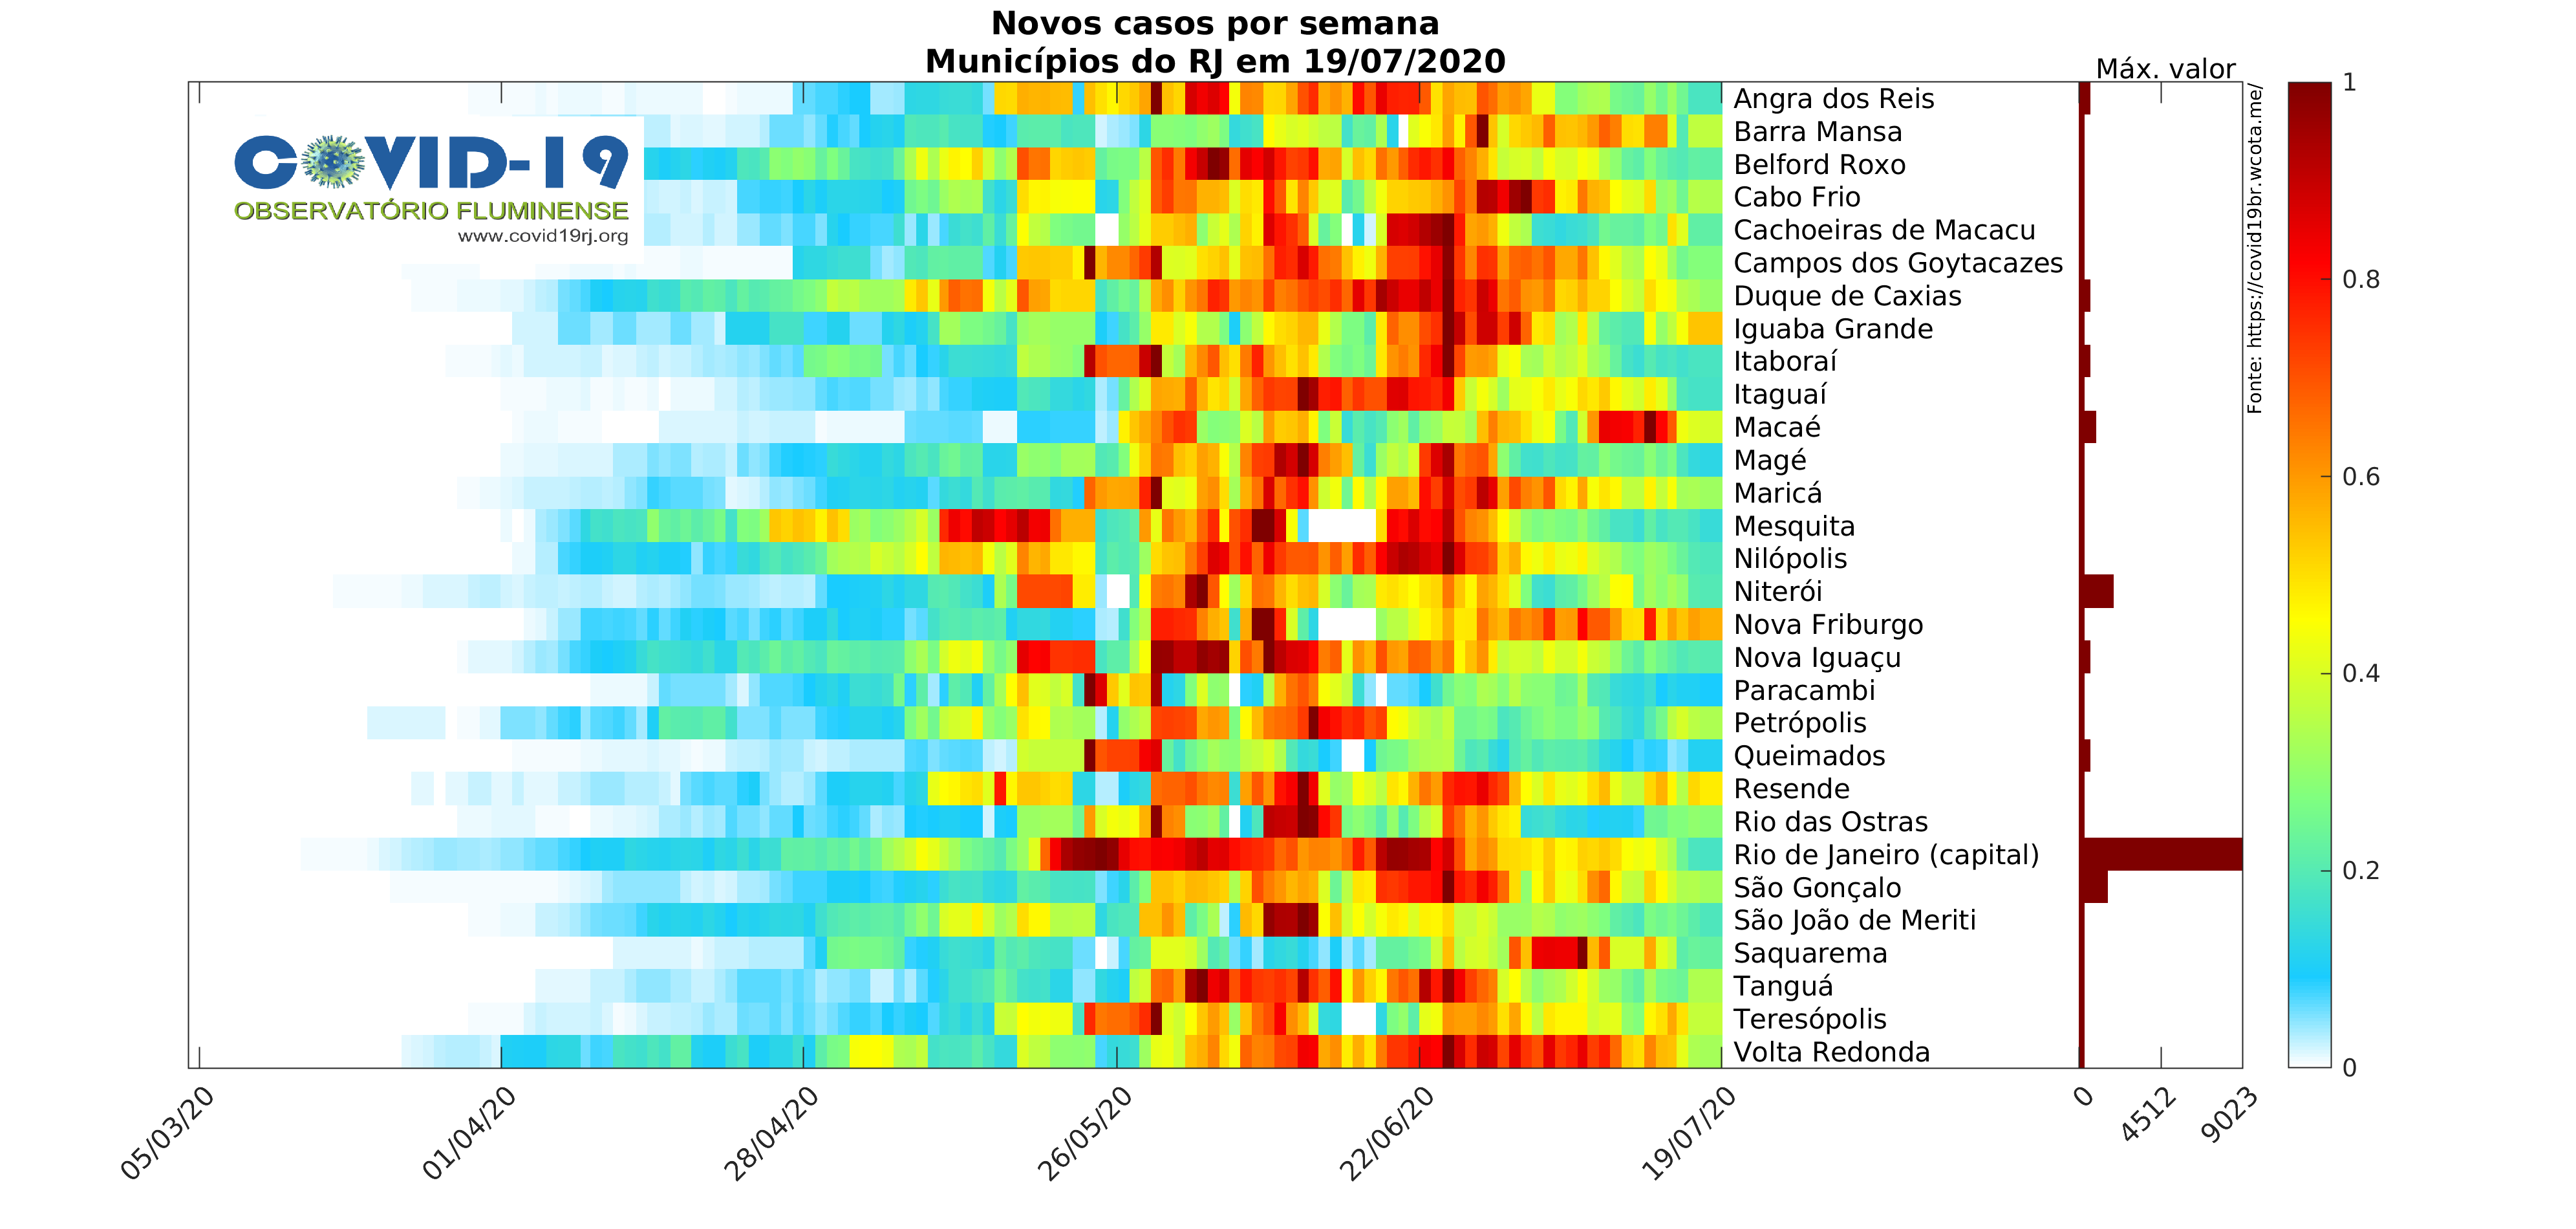 Novos casos por semana
Municípios do RJ em 19/07/2020
Máx. valor
COVID-19
OBSERVATÓRIO FLUMINENSE
www.covid19rj.org
Angra dos Reis
Barra Mansa
Belford Roxo
Cabo Frio
Cachoeiras de Macacu
Campos dos Goytacazes
Duque de Caxias
Iguaba Grande
Itaboraí
Itaguaí
Macaé
Magé
Maricá
Mesquita
Nilópolis
Niterói
Nova Friburgo
Nova Iguaçu
Paracambi
Petrópolis
Queimados
Resende
Rio das Ostras
Rio de Janeiro (capital)
São Gonçalo
São João de Meriti
Saquarema
Tanguá
Teresópolis
Volta Redonda
Fonte: https://covid19br.wcota.me/
1
0.8
0.6
0.4
0.2
0
05/03/20
01/04/20
28/04/20
26/05/20
22/06/20
19/07/20
0
4512
9023